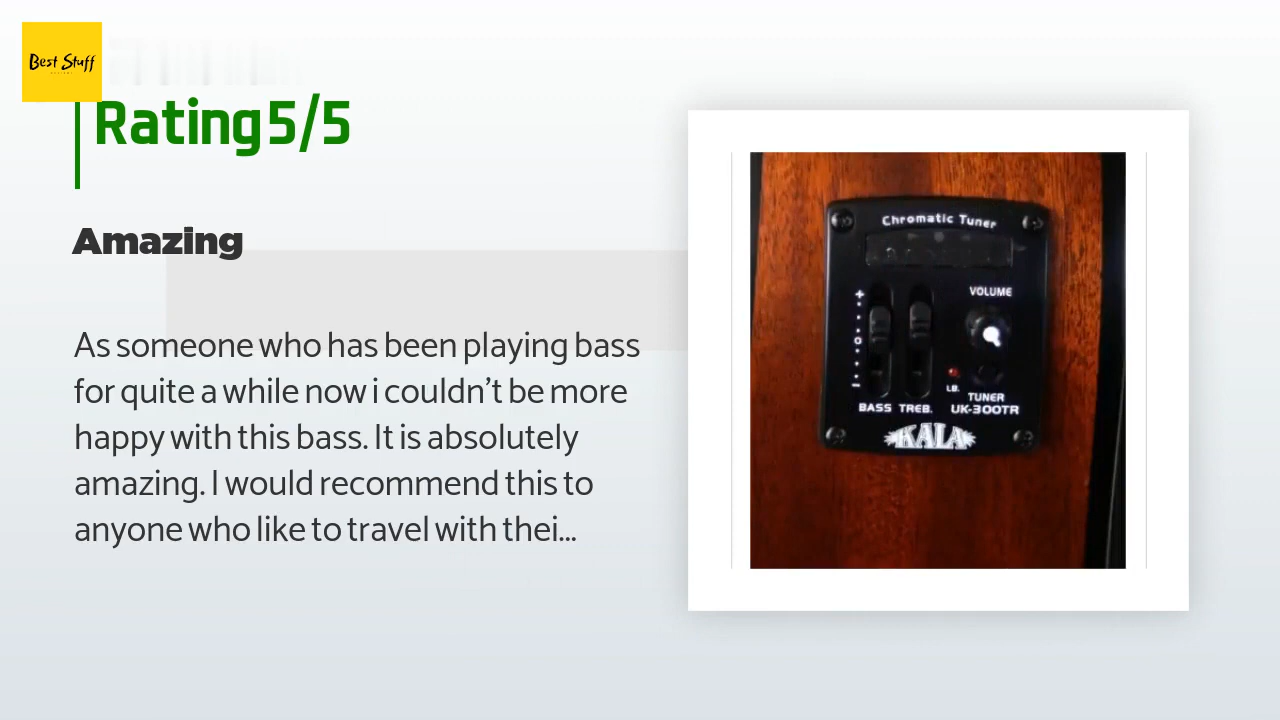 Best Stuff
Rating 5/5
Amazing
As someone who has been playing bass
for quite a while now i couldn't be more
happy with this bass. It is absolutely
amazing. I would recommend this to
anyone who like to travel with thei...
Chromatic Tuner
VOLUME
LB.
TUNER
BASS TREB. UK-300TR
KALA